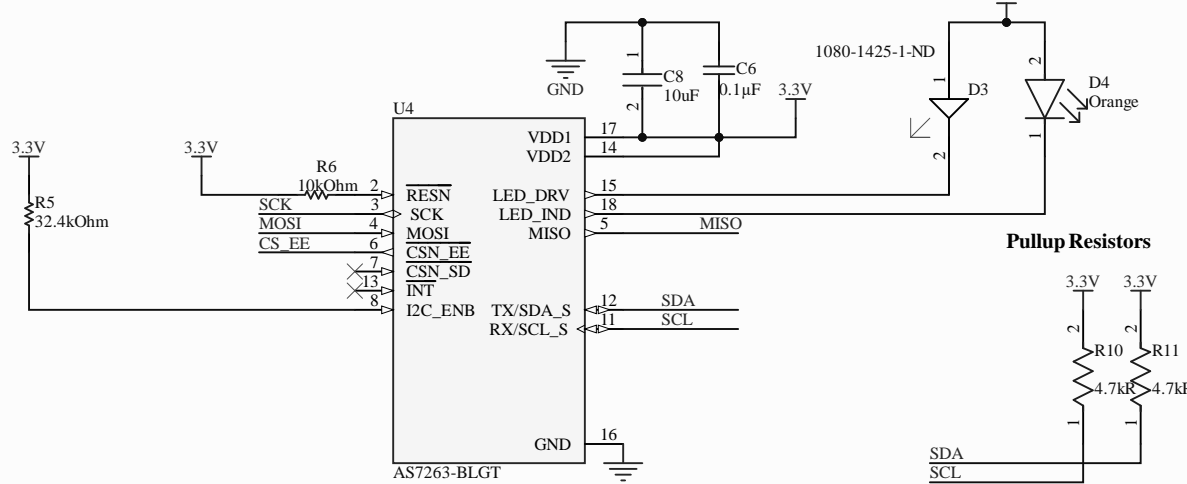 1080-1425-1-ND
1
C8
10uF
2
GND
C6
0.1µF
3.3V
1
D3
2
2
D4
Orange
1
U4
VDD1 17
VDD2 14
3.3V
3.3V
R6
10kOhm
R5
32.4kOhm
2 RESN
LED_DRV 15
SCK 3 SCK
LED_IND 18
MOSI 4 MOSI
MISO 5 MISO
CS_EE 6 CSN_EE
7 CSN_SD
13 INT
8 I2C_ENB
TX/SDA_S 12 SDA
RX/SCL_S 11 SCL
GND 16
AS7263-BLGT
Pullup Resistors
3.3V
3.3V
2
2
R10
R11
4.7kR
4.7k
1
1
SDA
SCL